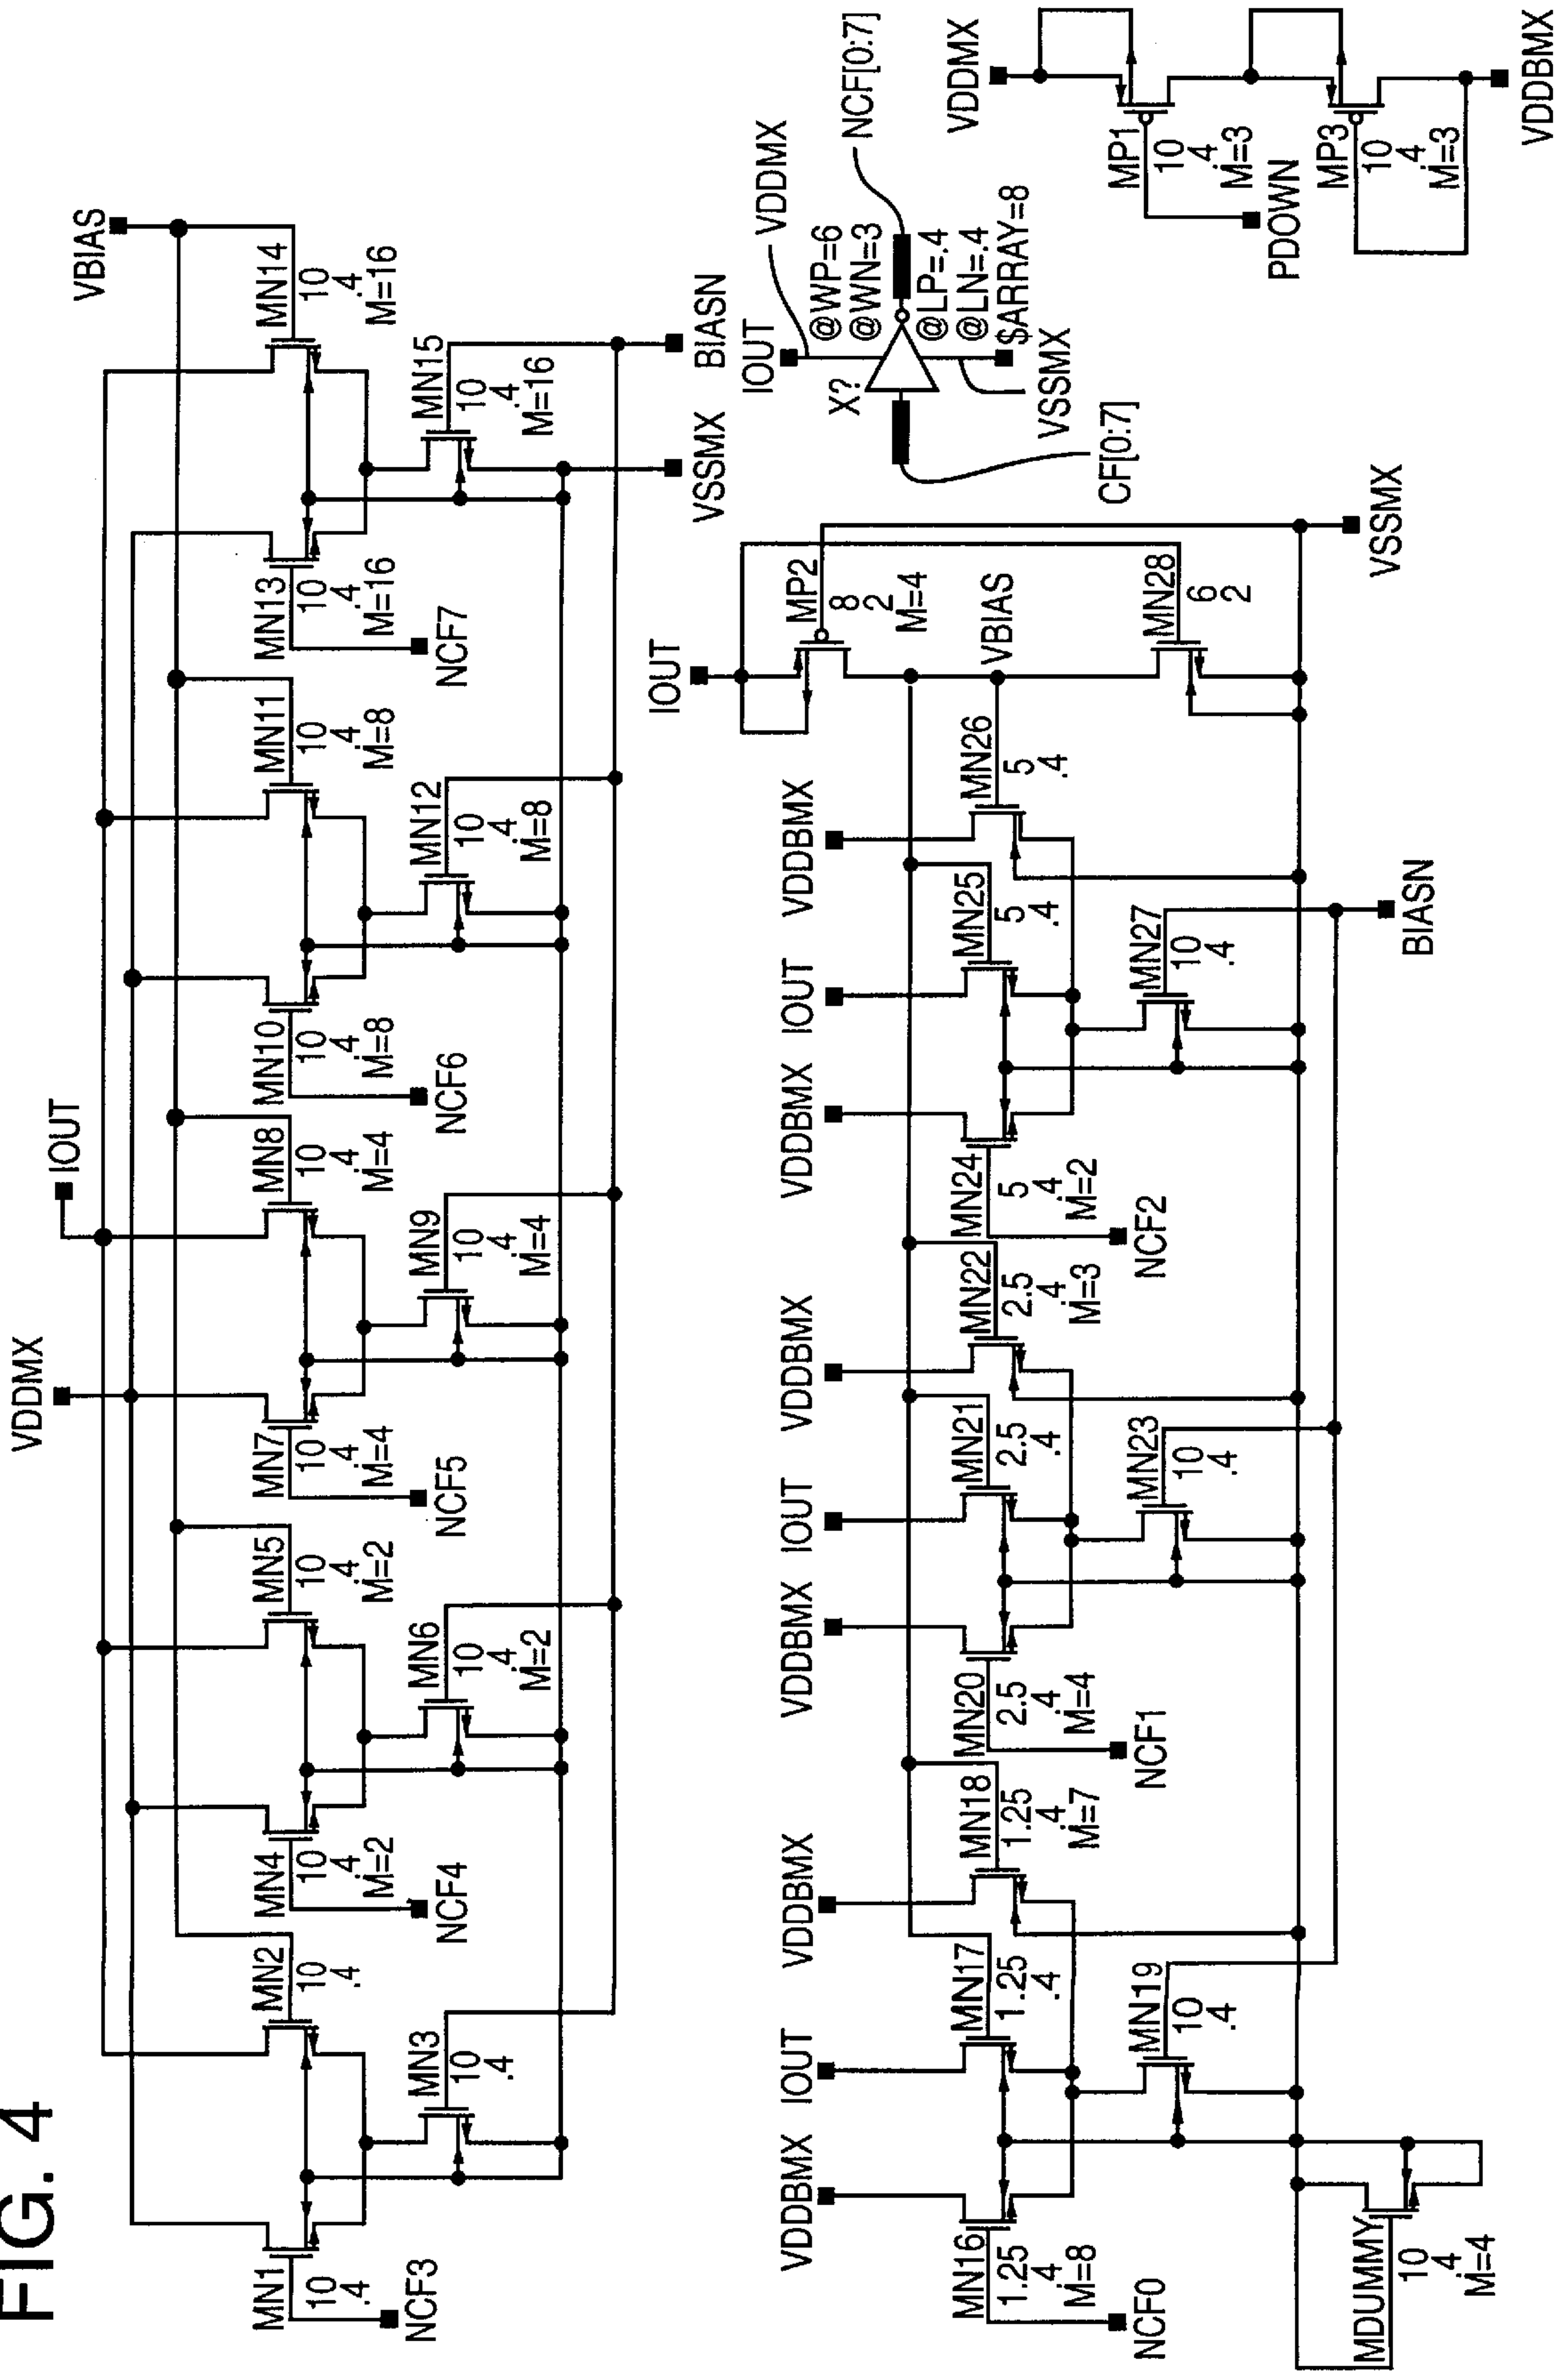 FIG. 4
VDDMX
IOUT
VBIAS
MN1
10
.4
NCF3
MN2
10
.4
MN3
10
.4
MN4
10
.4
M=2
NCF4
MN5
10
.4
M=2
MN6
10
.4
M=2
MN7
10
.4
M=4
NCF5
MN8
10
.4
M=4
MN9
10
.4
M=4
MN10
10
.4
M=8
NCF6
MN11
10
.4
M=8
MN12
10
.4
M=8
MN13
10
.4
M=16
NCF7
MN14
10
.4
M=16
MN15
10
.4
M=16
VSSMX
BIASN
VDDBMX
IOUT
VDDBMX
MN16
1.25
.4
M=8
NCF0
MN17
1.25
.4
MN18
1.25
.4
M=7
MN19
10
.4
MDUMMY
10
.4
M=4
VDDBMX
IOUT
VDDBMX
MN20
2.5
.4
M=4
NCF1
MN21
2.5
.4
MN22
2.5
.4
M=3
MN23
10
.4
VDDBMX
IOUT
VDDBMX
MN24
5
.4
M=2
NCF2
MN25
5
.4
MN26
5
.4
MN27
10
.4
BIASN
IOUT
MP2
8
2
M=4
VBIAS
MN28
6
2
VSSMX
IOUT
VDDMX
X?
@WP=6
@WN=3
@LP=.4
@LN=.4
$ARRAY=8
NCF[0:7]
CF[0:7]
VSSMX
VDDMX
MP1
10
.4
M=3
PDOWN
MP3
10
.4
M=3
VDDBMX